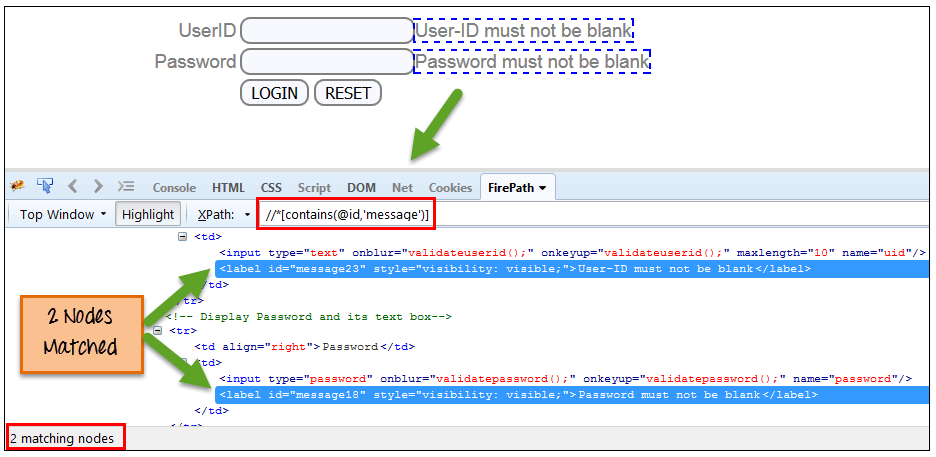 UserID User-ID must not be blank
Password Password must not be blank
LOGIN RESET
Console HTML CSS Script DOM Net Cookies FirePath
Top Window Highlight XPath: //*[contains(@id,'message')]
<td>
<input type="text" onblur="validateuserid();" onkeyup="validateuserid();" maxlength="10" name="uid"/>
<label id="message23" style="visibility: visible;">User-ID must not be blank</label>
</td>
</tr>
<!-- Display Password and its text box-->
<tr>
<td align="right">Password</td>
<td>
<input type="password" onblur="validatepassword();" onkeyup="validatepassword();" name="password"/>
<label id="message18" style="visibility: visible;">Password must not be blank</label>
</td>
</tr>
2 Nodes
Matched
2 matching nodes